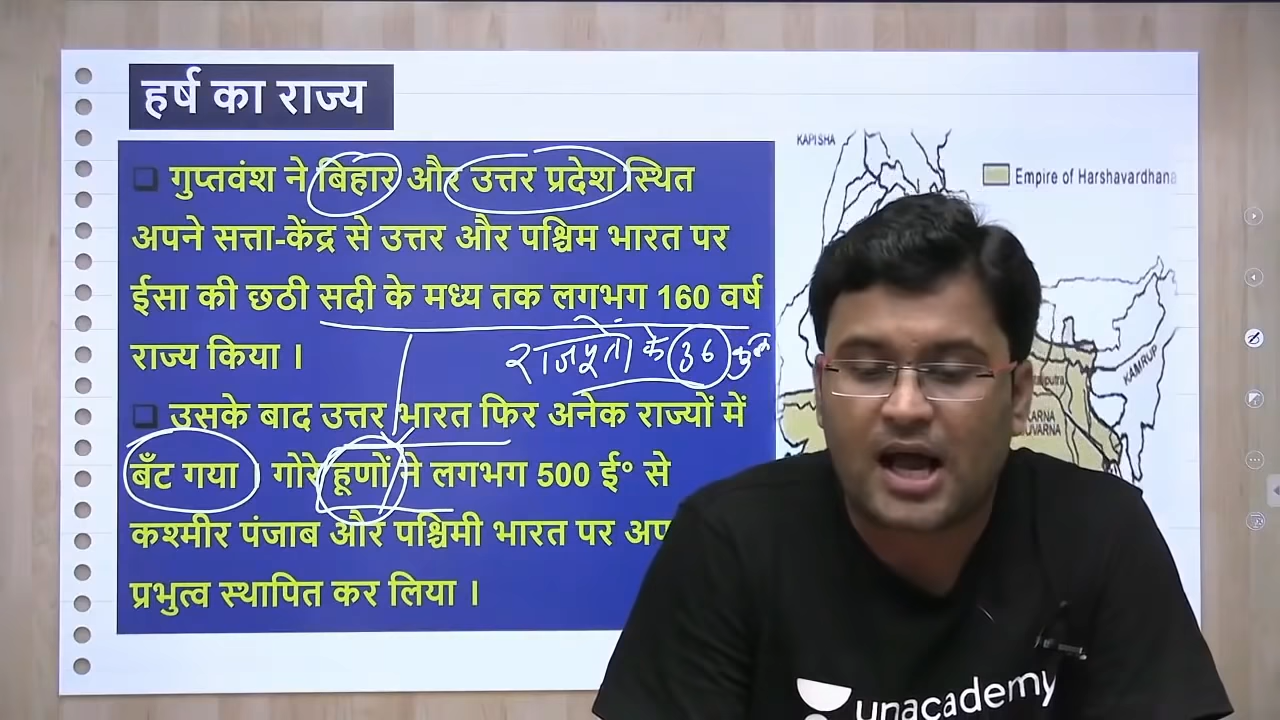 हर्ष का राज्य
गुप्तवंश ने बिहार और उत्तर प्रदेश स्थित
अपने सत्ता-केंद्र से उत्तर और पश्चिम भारत पर
ईसा की छठी सदी के मध्य तक लगभग 160 वर्ष
राज्य किया ।
राजपूतों के 36
उसके बाद उत्तर भारत फिर अनेक राज्यों में
बँट गया । गोरे हूणों ने लगभग 500 ई° से
कश्मीर पंजाब और पश्चिमी भारत पर
प्रभुत्व स्थापित कर लिया ।
KAPISHA
Empire of Harshavardhana
KAMRUP
unacademy